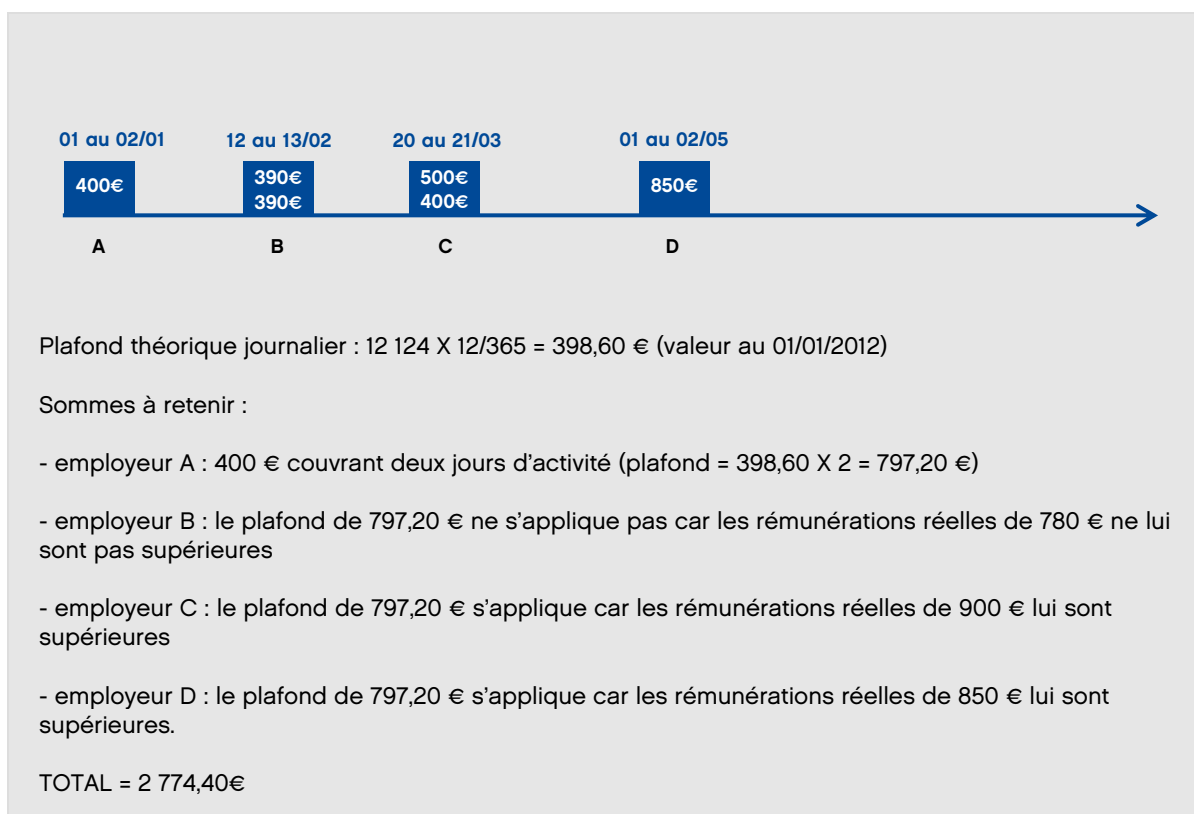 01 au 02/01 12 au 13/02 20 au 21/03 01 au 02/05
400€ 390€ 500€ 850€
390€ 400€
A B C D
Plafond théorique journalier : 12 124 X 12/365 = 398,60 € (valeur au 01/01/2012)
Sommes à retenir :
- employeur A : 400 € couvrant deux jours d’activité (plafond = 398,60 X 2 = 797,20 €)
- employeur B : le plafond de 797,20 € ne s’applique pas car les rémunérations réelles de 780 € ne lui
sont pas supérieures
- employeur C : le plafond de 797,20 € s’applique car les rémunérations réelles de 900 € lui sont
supérieures
- employeur D : le plafond de 797,20 € s’applique car les rémunérations réelles de 850 € lui sont
supérieures.
TOTAL = 2 774,40€